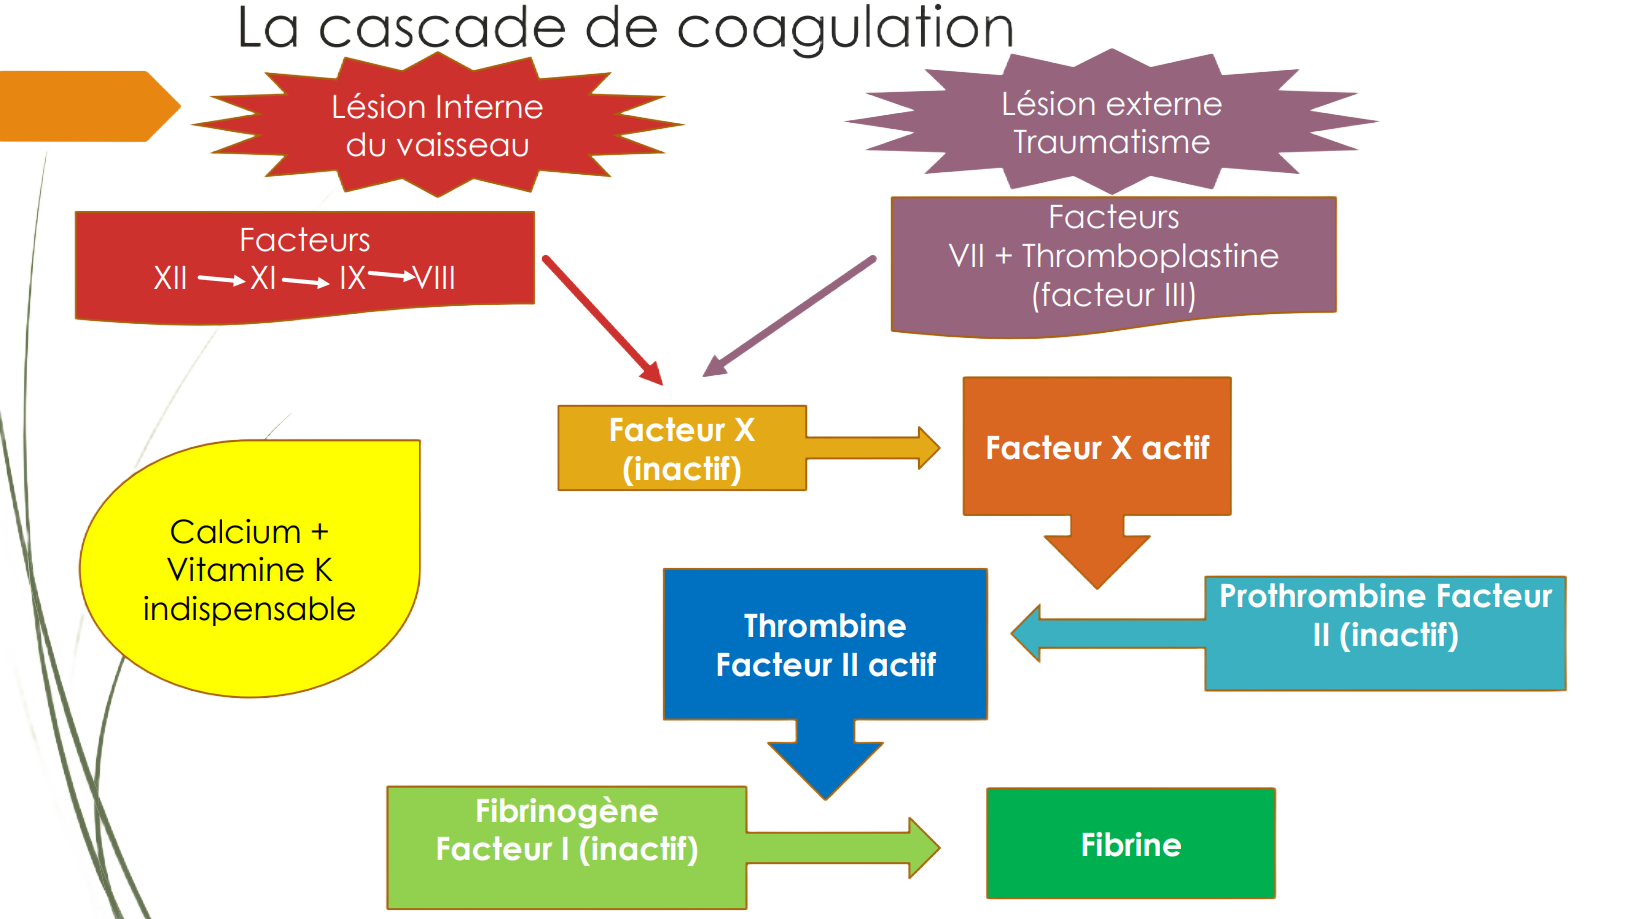 La cascade de coagulation
Lésion Interne
du vaisseau
Lésion externe
Traumatisme
Facteurs
XII XI IX VIII
Facteurs
VII + Thromboplastine
(facteur III)
Facteur X
(inactif)
Facteur X actif
Calcium +
Vitamine K
indispensable
Thrombine
Facteur II actif
Prothrombine Facteur
II (inactif)
Fibrinogène
Facteur I (inactif)
Fibrine